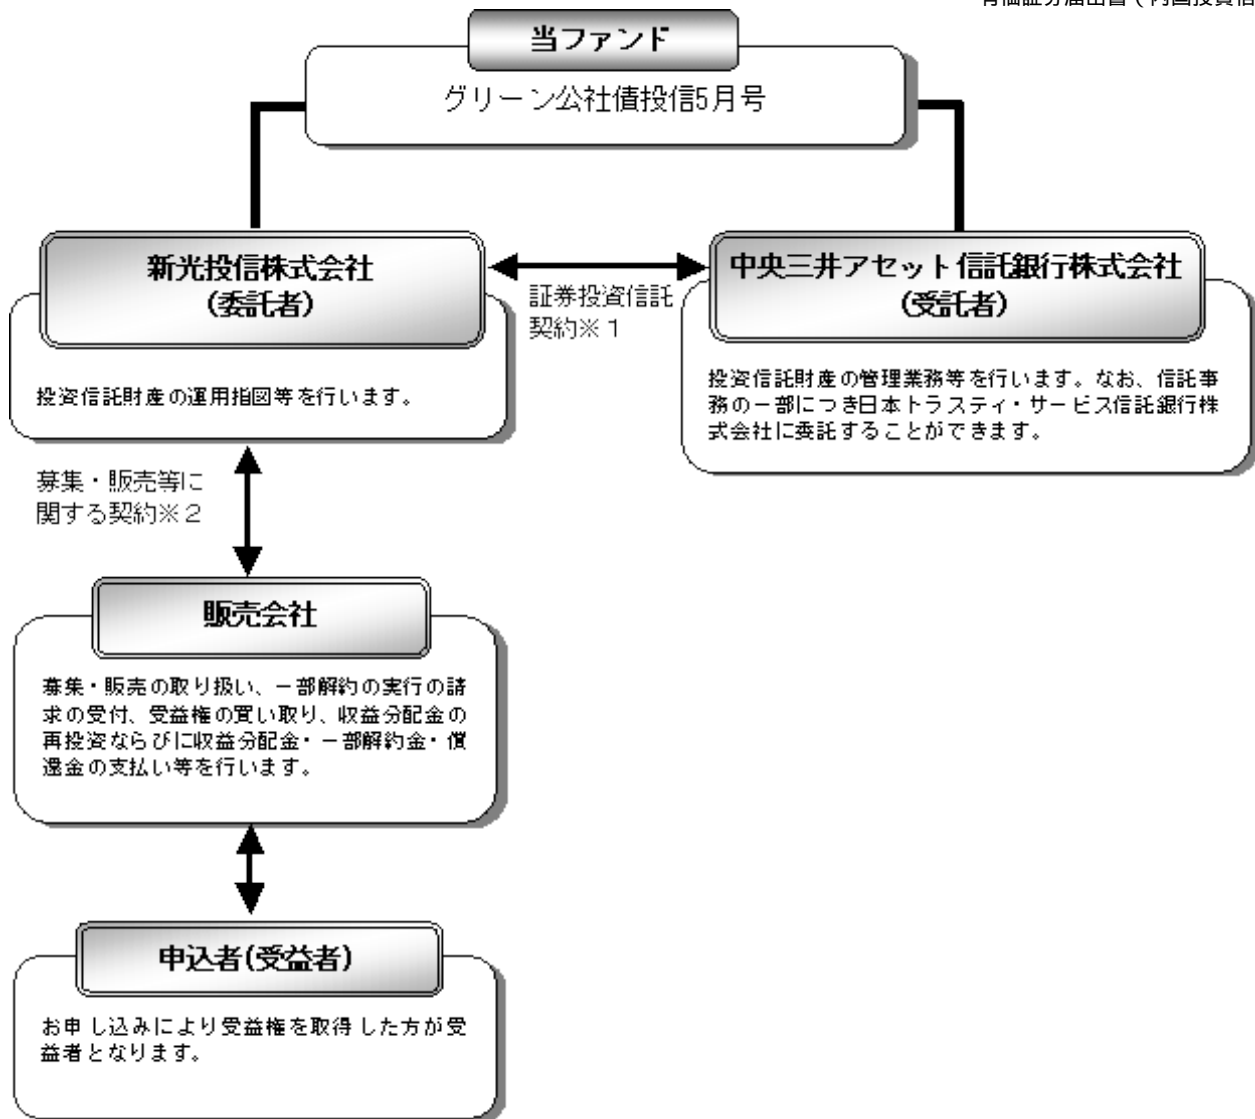 当ファンド
グリーン公社債投信5月号
新光投信株式会社
(委託者)
投資信託財産の運用指図等を行います。
証券投資信託
契約※1
中央三井アセット信託銀行株式会社
(受託者)
投資信託財産の管理業務等を行います。なお、信託事
務の一部につき日本トラスティ・サービス信託銀行株
式会社に委託することができます。
募集・販売等に
関する契約※2
販売会社
募集・販売の取り扱い、一部解約の実行の請
求の受付、受益権の買い取り、収益分配金の
再投資ならびに収益分配金・一部解約金・償
還金の支払い等を行います。
申込者(受益者)
お申し込みにより受益権を取得した方が受
益者となります。